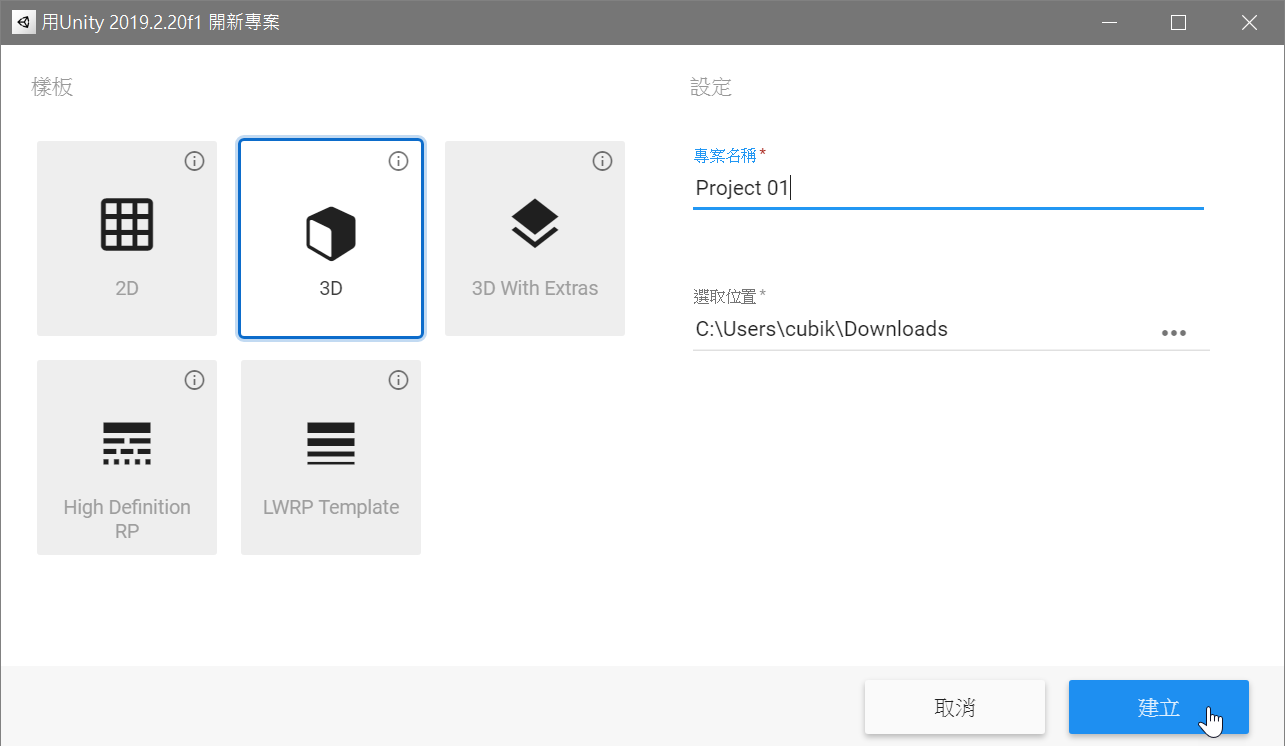 用Unity 2019.2.20f1 開新專案
樣板
設定
2D
3D
3D With Extras
High Definition
RP
LWRP Template
專案名稱*
Project 01
選取位置*
C:\Users\cubik\Downloads
取消
建立